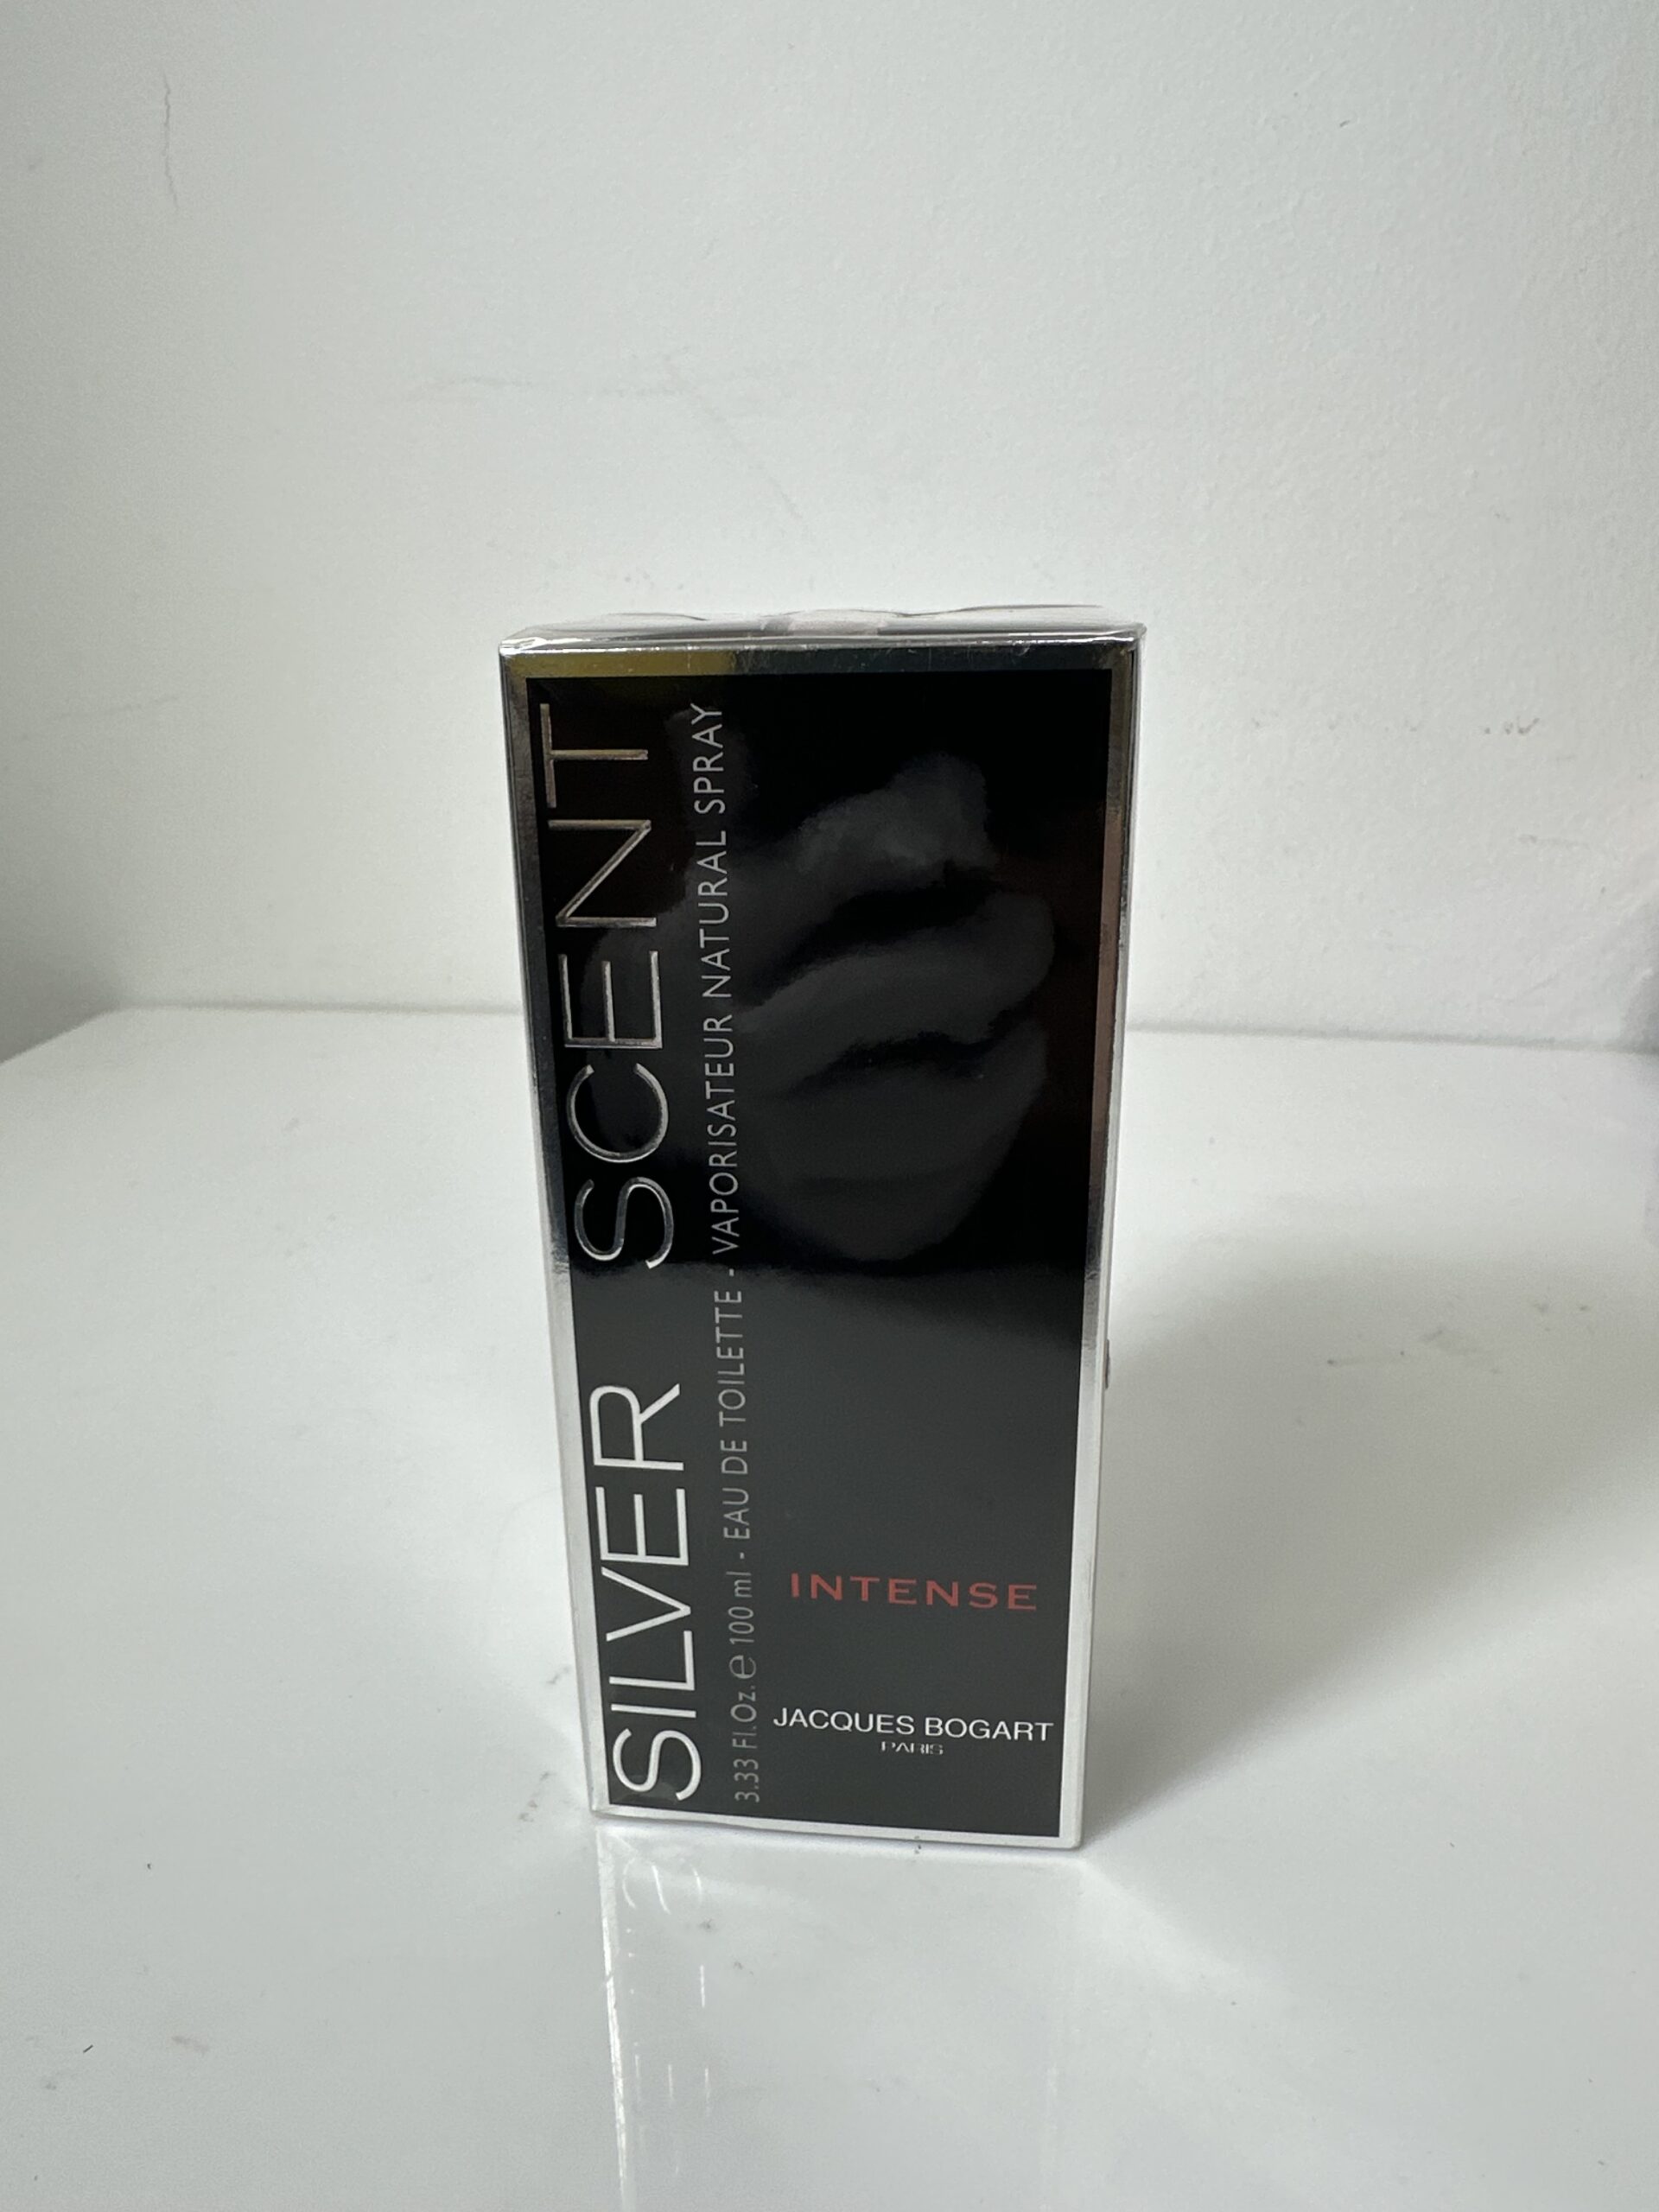 SILVER SCENT
3.33 Fl.Oz. ℮ 100 ml - EAU DE TOILETTE - VAPORISATEUR NATURAL SPRAY
INTENSE
JACQUES BOGART
PARIS